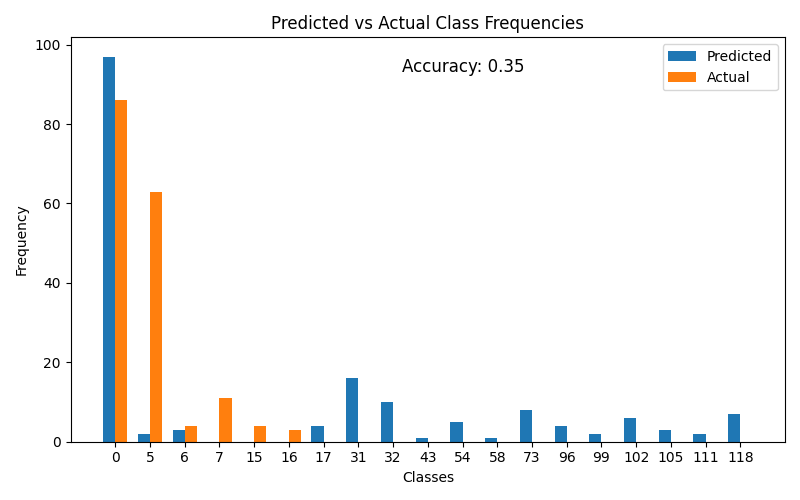 Predicted vs Actual Class Frequencies
100
Accuracy: 0.35
Predicted
Actual
80
60
40
20
0
Frequency
0 5 6 7 15 16 17 31 32 43 54 58 73 96 99 102 105 111 118
Classes